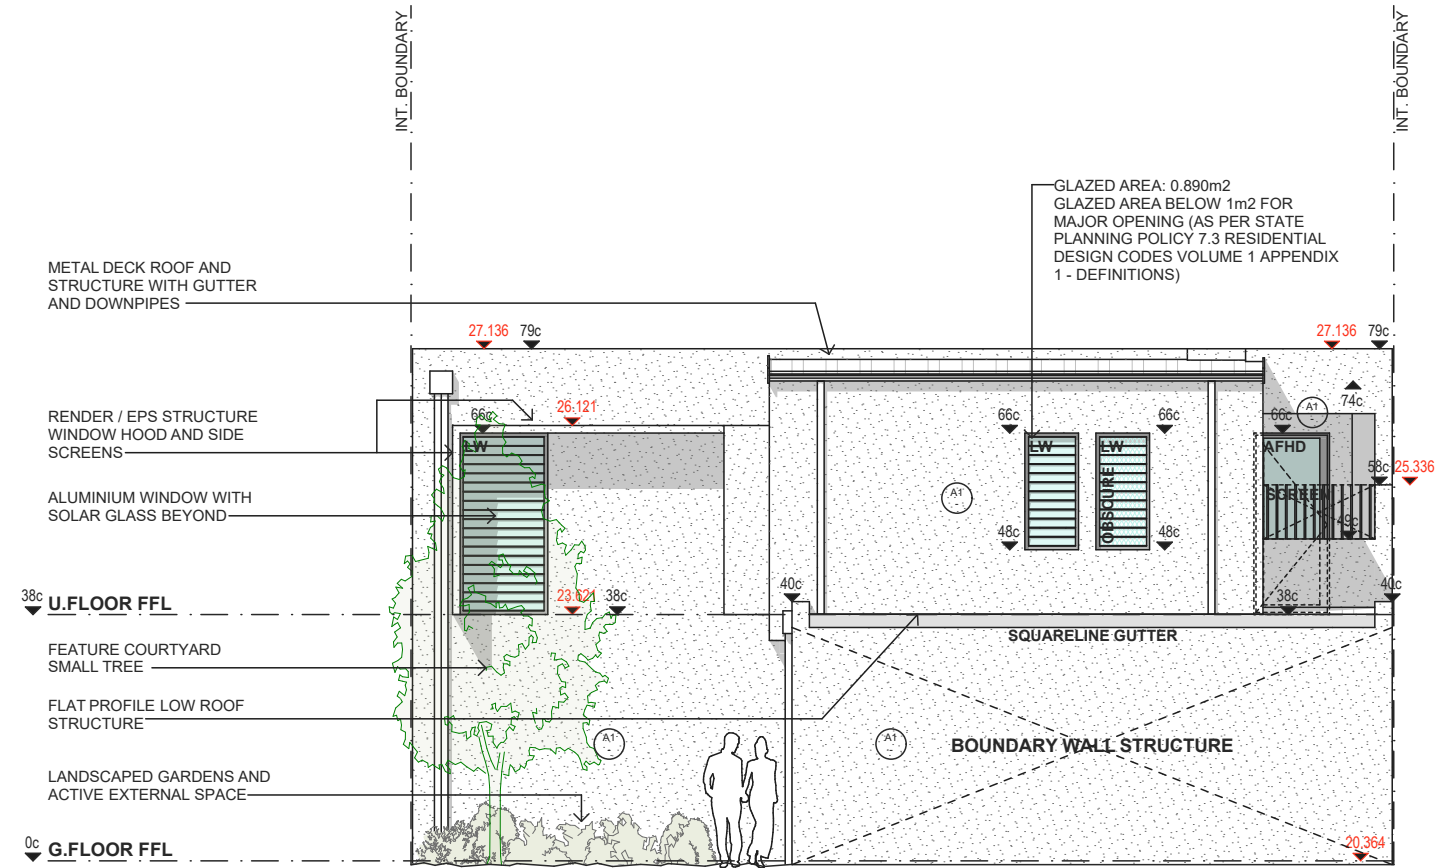 INT. BOUNDARY
INT. BOUNDARY
GLAZED AREA: 0.890m2
GLAZED AREA BELOW 1m2 FOR
MAJOR OPENING (AS PER STATE
PLANNING POLICY 7.3 RESIDENTIAL
DESIGN CODES VOLUME 1 APPENDIX
1 - DEFINITIONS)
METAL DECK ROOF AND
STRUCTURE WITH GUTTER
AND DOWNPIPES
27.136 79c
27.136 79c
74c
RENDER / EPS STRUCTURE
WINDOW HOOD AND SIDE
SCREENS
26.121
66c
66c
66c
66c
A1
LW
LW
LW
AFHD
58c 25.336
ALUMINIUM WINDOW WITH
SOLAR GLASS BEYOND
A1
OBSCURE
SCREEN
49c
48c
48c
38c U.FLOOR FFL
23.621 38c
40c
38c
40c
SQUARELINE GUTTER
FEATURE COURTYARD
SMALL TREE
FLAT PROFILE LOW ROOF
STRUCTURE
A1
A1
BOUNDARY WALL STRUCTURE
LANDSCAPED GARDENS AND
ACTIVE EXTERNAL SPACE
0c G.FLOOR FFL
20.364